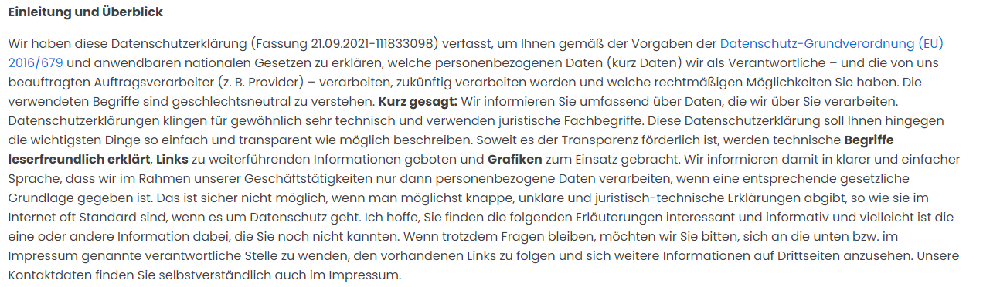 Einleitung und Überblick
Wir haben diese Datenschutzerklärung (Fassung 21.09.2021-111833098) verfasst, um Ihnen gemäß der Vorgaben der Datenschutz-Grundverordnung (EU)
2016/679 und anwendbaren nationalen Gesetzen zu erklären, welche personenbezogenen Daten (kurz Daten) wir als Verantwortliche – und die von uns
beauftragten Auftragsverarbeiter (z. B. Provider) – verarbeiten, zukünftig verarbeiten werden und welche rechtmäßigen Möglichkeiten Sie haben. Die
verwendeten Begriffe sind geschlechtsneutral zu verstehen. Kurz gesagt: Wir informieren Sie umfassend über Daten, die wir über Sie verarbeiten.
Datenschutzerklärungen klingen für gewöhnlich sehr technisch und verwenden juristische Fachbegriffe. Diese Datenschutzerklärung soll Ihnen hingegen
die wichtigsten Dinge so einfach und transparent wie möglich beschreiben. Soweit es der Transparenz förderlich ist, werden technische Begriffe
leserfreundlich erklärt, Links zu weiterführenden Informationen geboten und Grafiken zum Einsatz gebracht. Wir informieren damit in klarer und einfacher
Sprache, dass wir im Rahmen unserer Geschäftstätigkeiten nur dann personenbezogene Daten verarbeiten, wenn eine entsprechende gesetzliche
Grundlage gegeben ist. Das ist sicher nicht möglich, wenn man möglichst knappe, unklare und juristisch-technische Erklärungen abgibt, so wie sie im
Internet oft Standard sind, wenn es um Datenschutz geht. Ich hoffe, Sie finden die folgenden Erläuterungen interessant und informativ und vielleicht ist die
eine oder andere Information dabei, die Sie noch nicht kannten. Wenn trotzdem Fragen bleiben, möchten wir Sie bitten, sich an die unten bzw. im
Impressum genannte verantwortliche Stelle zu wenden, den vorhandenen Links zu folgen und sich weitere Informationen auf Drittseiten anzusehen. Unsere
Kontaktdaten finden Sie selbstverständlich auch im Impressum.